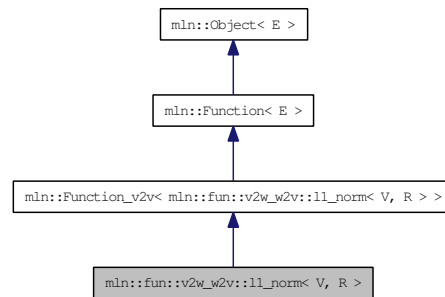 mln::Object< E >
mln::Function< E >
mln::Function_v2v< mln::fun::v2w_w2v::l1_norm< V, R > >
mln::fun::v2w_w2v::l1_norm< V, R >